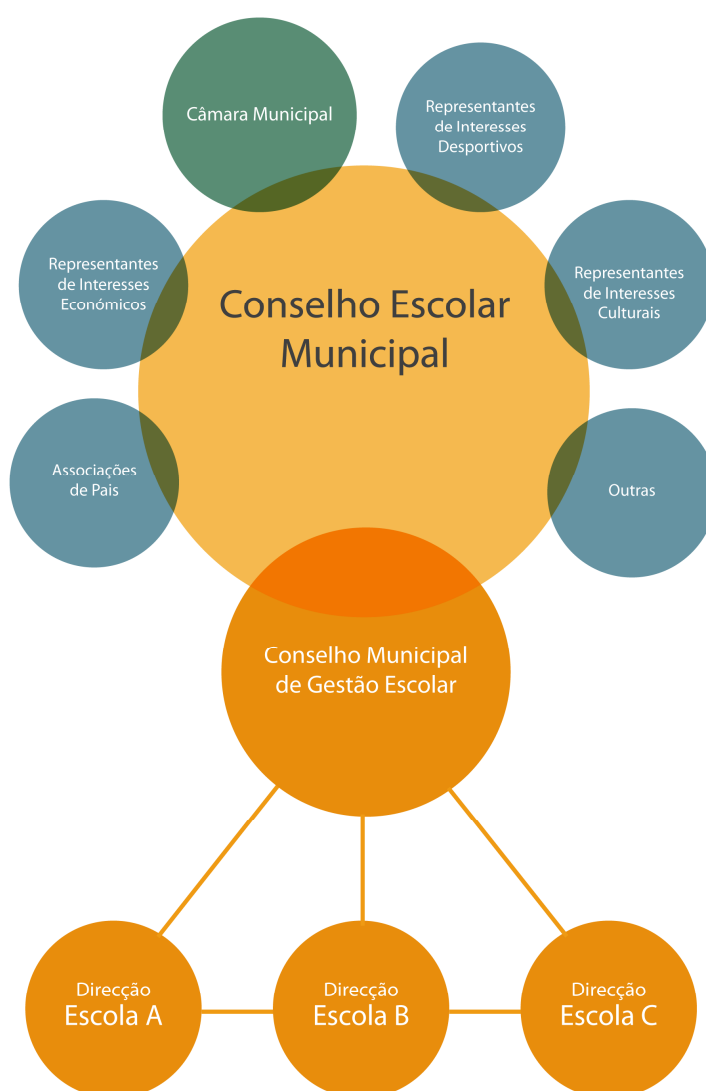 Câmara Municipal
Representantes
de Interesses
Desportivos
Representantes
de Interesses
Económicos
Conselho Escolar
Municipal
Representantes
de Interesses
Culturais
Associações
de Pais
Outras
Conselho Municipal
de Gestão Escolar
Direcção
Escola A
Direcção
Escola B
Direcção
Escola C